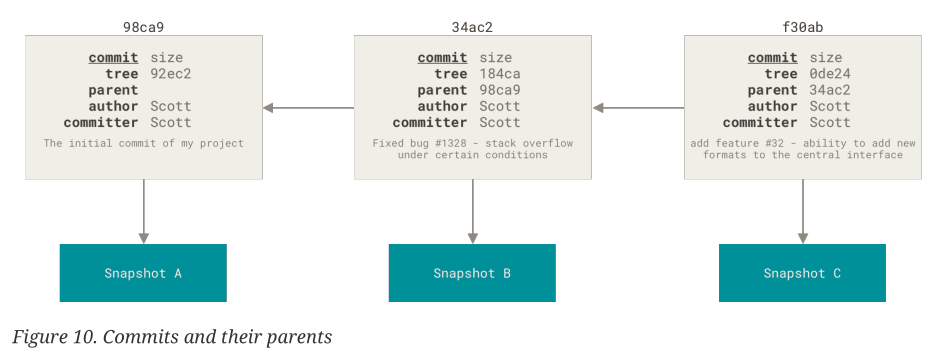 98ca9
commit size
tree 92ec2
parent
author Scott
committer Scott
The initial commit of my project
34ac2
commit size
tree 184ca
parent 98ca9
author Scott
committer Scott
Fixed bug #1328 - stack overflow
under certain conditions
f30ab
commit size
tree 0de24
parent 34ac2
author Scott
committer Scott
add feature #32 - ability to add new
formats to the central interface
Snapshot A
Snapshot B
Snapshot C
Figure 10. Commits and their parents